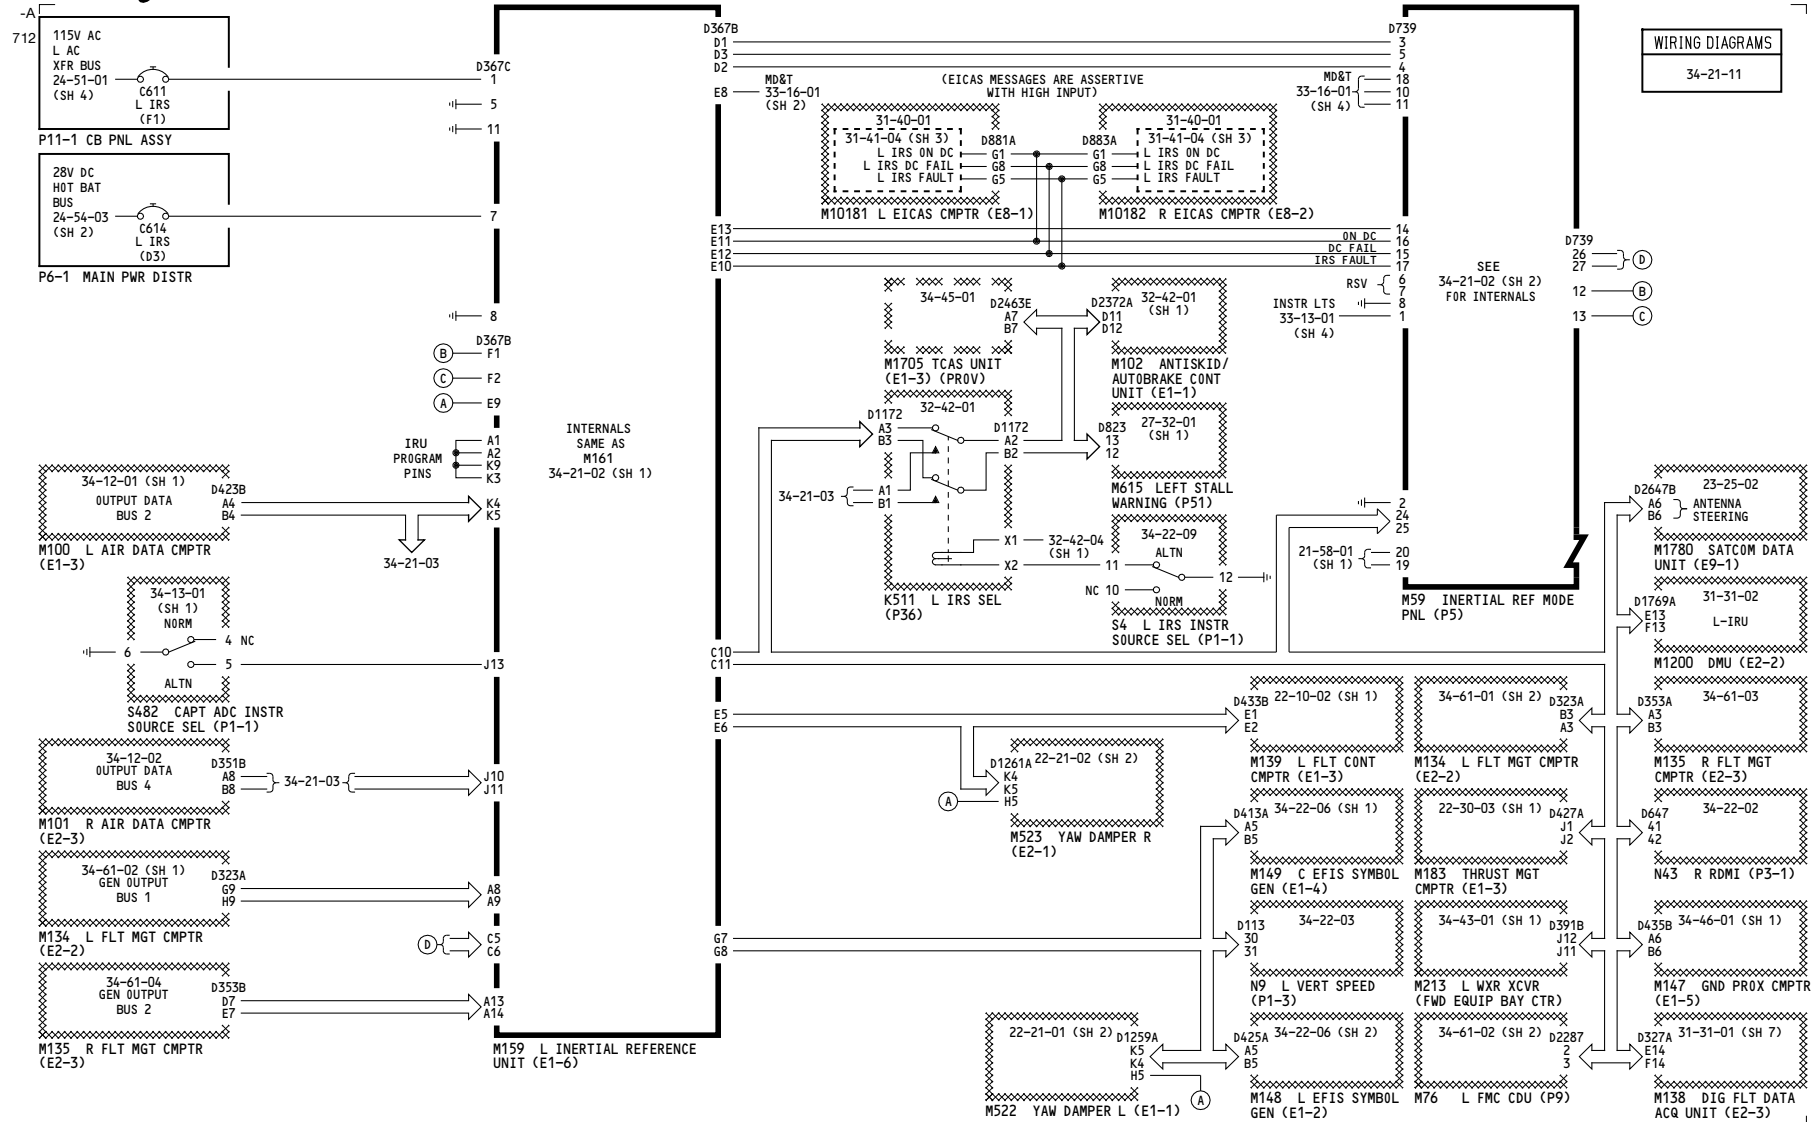 -A
712
115V AC
L AC
XFR BUS
24-51-01
(SH 4)
C611
L IRS
(F1)
P11-1 CB PNL ASSY
28V DC
HOT BAT
BUS
24-54-03
(SH 2)
C614
L IRS
(D3)
P6-1 MAIN PWR DISTR
D367C
1
5
11
7
8
D367B
B F1
C F2
A E9
IRU
PROGRAM
PINS
A1
A2
K9
K3
34-12-01 (SH 1)
OUTPUT DATA
BUS 2
D423B
A4
B4
M100 L AIR DATA CMPTR
(E1-3)
K4
K5
34-21-03
34-13-01
(SH 1)
NORM
4 NC
6
5
ALTN
S482 CAPT ADC INSTR
SOURCE SEL (P1-1)
J13
34-12-02
OUTPUT DATA
BUS 4
D351B
A8
B8
34-21-03
J10
J11
M101 R AIR DATA CMPTR
(E2-3)
34-61-02 (SH 1)
GEN OUTPUT
BUS 1
D323A
G9
H9
A8
A9
M134 L FLT MGT CMPTR
(E2-2)
D
C5
C6
34-61-04
GEN OUTPUT
BUS 2
D353B
D7
E7
A13
A14
M135 R FLT MGT CMPTR
(E2-3)
INTERNALS
SAME AS
M161
34-21-02 (SH 1)
M159 L INERTIAL REFERENCE
UNIT (E1-6)
D367B
D1
D3
D2
E8
MD&T
33-16-01
(SH 2)
(EICAS MESSAGES ARE ASSERTIVE
WITH HIGH INPUT)
31-40-01
31-41-04 (SH 3)
L IRS ON DC
L IRS DC FAIL
L IRS FAULT
D881A
G1
G8
G5
M10181 L EICAS CMPTR (E8-1)
D883A
G1
G8
G5
31-40-01
31-41-04 (SH 3)
L IRS ON DC
L IRS DC FAIL
L IRS FAULT
M10182 R EICAS CMPTR (E8-2)
E13
E11
E12
E10
ON DC
DC FAIL
IRS FAULT
D739
3
5
4
MD&T
33-16-01
(SH 4)
18
10
11
14
16
15
17
RSV
6
7
INSTR LTS
33-13-01
(SH 4)
8
1
SEE
34-21-02 (SH 2)
FOR INTERNALS
D739
26
27
D
12 B
13 C
2
24
25
21-58-01
(SH 1)
20
19
M59 INERTIAL REF MODE
PNL (P5)
WIRING DIAGRAMS
34-21-11
34-45-01
D2463E
A7
B7
M1705 TCAS UNIT
(E1-3) (PROV)
D2372A
D11
D12
32-42-01
(SH 1)
M102 ANTISKID/
AUTOBRAKE CONT
UNIT (E1-1)
32-42-01
D1172
A3
B3
D1172
A2
B2
34-21-03
A1
B1
X1
X2
32-42-04
(SH 1)
K511 L IRS SEL
(P36)
D823
13
12
27-32-01
(SH 1)
M615 LEFT STALL
WARNING (P51)
34-22-09
ALTN
11
12
NC 10
NORM
S4 L IRS INSTR
SOURCE SEL (P1-1)
C10
C11
E5
E6
D1261A
22-21-02 (SH 2)
K4
K5
A H5
M523 YAW DAMPER R
(E2-1)
G7
G8
22-21-01 (SH 2)
D1259A
K5
K4
H5
A
M522 YAW DAMPER L (E1-1)
D433B
22-10-02 (SH 1)
E1
E2
M139 L FLT CONT
CMPTR (E1-3)
D413A
34-22-06 (SH 1)
A5
B5
M149 C EFIS SYMBOL
GEN (E1-4)
D113
34-22-03
30
31
N9 L VERT SPEED
(P1-3)
D425A
34-22-06 (SH 2)
A5
B5
M148 L EFIS SYMBOL
GEN (E1-2)
34-61-01 (SH 2)
D323A
B3
A3
M134 L FLT MGT CMPTR
(E2-2)
22-30-03 (SH 1)
D427A
J1
J2
M183 THRUST MGT
CMPTR (E1-3)
34-43-01 (SH 1)
D391B
J12
J11
M213 L WXR XCVR
(FWD EQUIP BAY CTR)
34-61-02 (SH 2)
D2287
2
3
M76 L FMC CDU (P9)
D2647B
23-25-02
A6
B6
ANTENNA
STEERING
M1780 SATCOM DATA
UNIT (E9-1)
D1769A
31-31-02
E13
F13
L-IRU
M1200 DMU (E2-2)
D353A
34-61-03
A3
B3
M135 R FLT MGT
CMPTR (E2-3)
D647
34-22-02
41
42
N43 R RDMI (P3-1)
D435B
34-46-01 (SH 1)
A6
B6
M147 GND PROX CMPTR
(E1-5)
D327A
31-31-01 (SH 7)
E14
F14
M138 DIG FLT DATA
ACQ UNIT (E2-3)